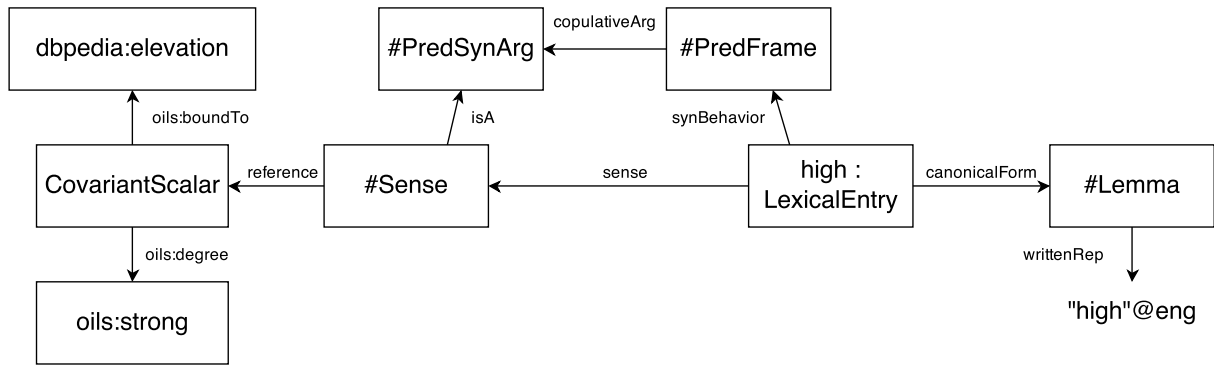 dbpedia:elevation
#PredSynArg
copulativeArg
#PredFrame
oils:boundTo
isA
synBehavior
CovariantScalar
reference
#Sense
sense
high :
LexicalEntry
canonicalForm
#Lemma
oils:degree
writtenRep
oils:strong
"high"@eng